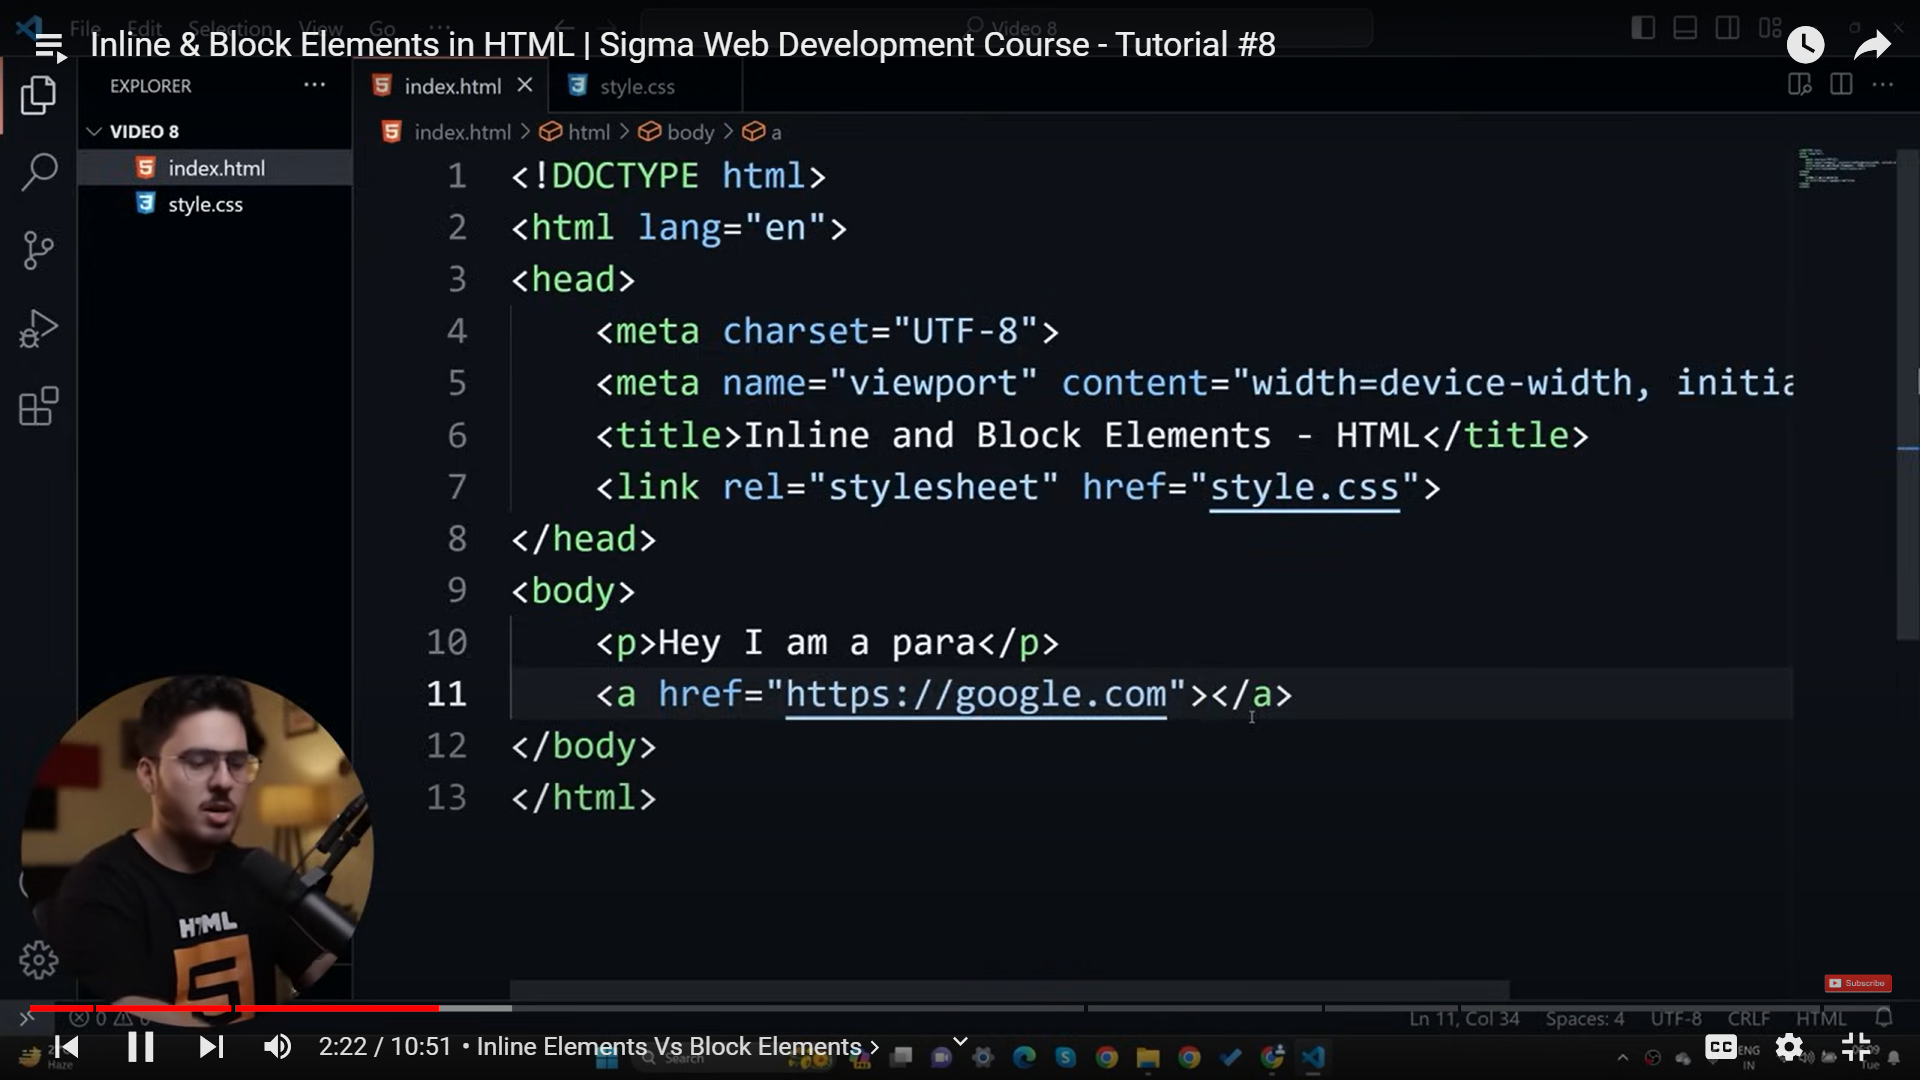 File Edit Selection View Go ...
Video 8
Inline & Block Elements in HTML | Sigma Web Development Course - Tutorial #8
EXPLORER ...
index.html
style.css
VIDEO 8
index.html
style.css
index.html > html > body > a
1 <!DOCTYPE html>
2 <html lang="en">
3 <head>
4 <meta charset="UTF-8">
5 <meta name="viewport" content="width=device-width, initia
6 <title>Inline and Block Elements - HTML</title>
7 <link rel="stylesheet" href="style.css">
8 </head>
9 <body>
10 <p>Hey I am a para</p>
11 <a href="https://google.com"></a>
12 </body>
13 </html>
HTML
5
Subscribe
0
Ln 11, Col 34 Spaces: 4 UTF-8 CRLF HTML
2:22 / 10:51 • Inline Elements Vs Block Elements >
Search
CC
ENG
IN
Haze
Tue